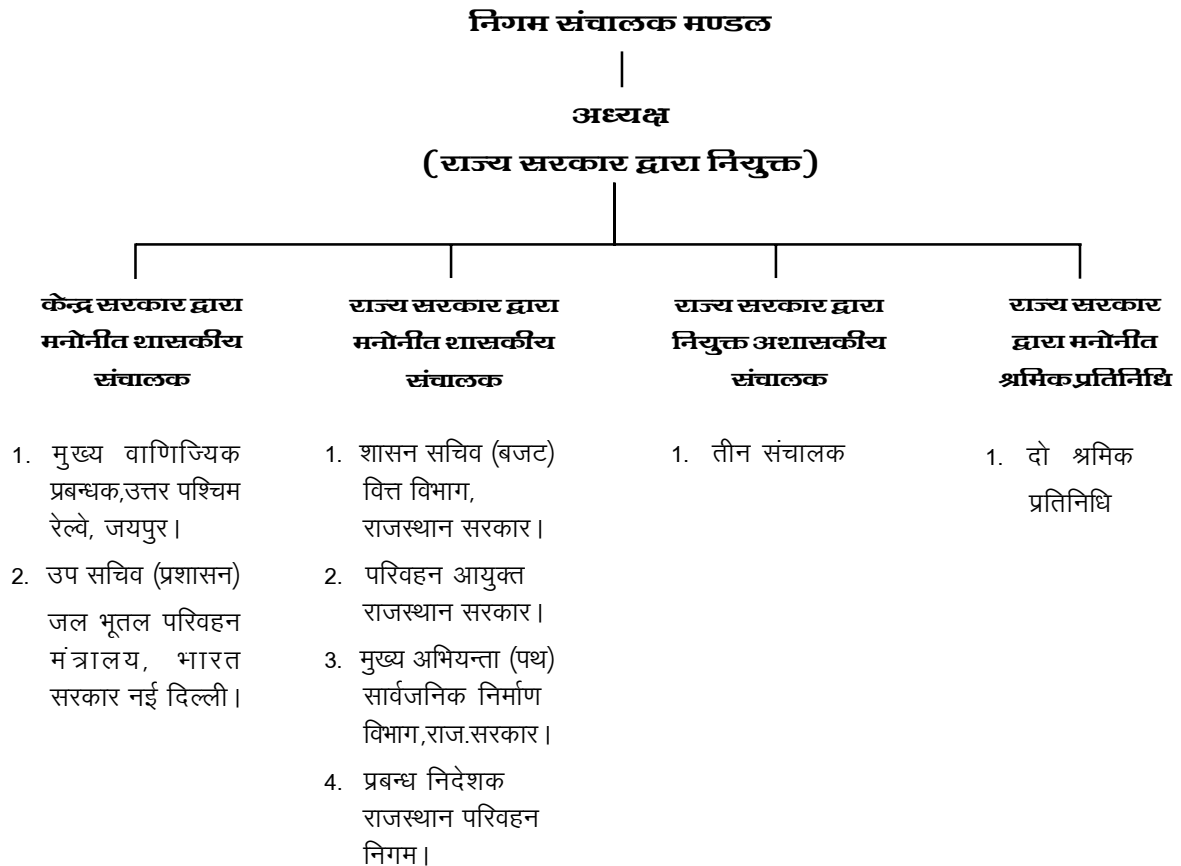 निगम संचालक मण्डल
अध्यक्ष
(राज्य सरकार द्वारा नियुक्त)
केन्द्र सरकार द्वारा
मनोनीत शासकीय
संचालक
1. मुख्य वाणिज्यिक
प्रबन्धक,उत्तर पश्चिम
रेल्वे, जयपुर।
2. उप सचिव (प्रशासन)
जल भूतल परिवहन
मंत्रालय, भारत
सरकार नई दिल्ली।
राज्य सरकार द्वारा
मनोनीत शासकीय
संचालक
1. शासन सचिव (बजट)
वित्त विभाग,
राजस्थान सरकार।
2. परिवहन आयुक्त
राजस्थान सरकार।
3. मुख्य अभियन्ता (पथ)
सार्वजनिक निर्माण
विभाग,राज.सरकार।
4. प्रबन्ध निदेशक
राजस्थान परिवहन
निगम।
राज्य सरकार द्वारा
नियुक्त अशासकीय
संचालक
1. तीन संचालक
राज्य सरकार
द्वारा मनोनीत
श्रमिक प्रतिनिधि
1. दो श्रमिक
प्रतिनिधि